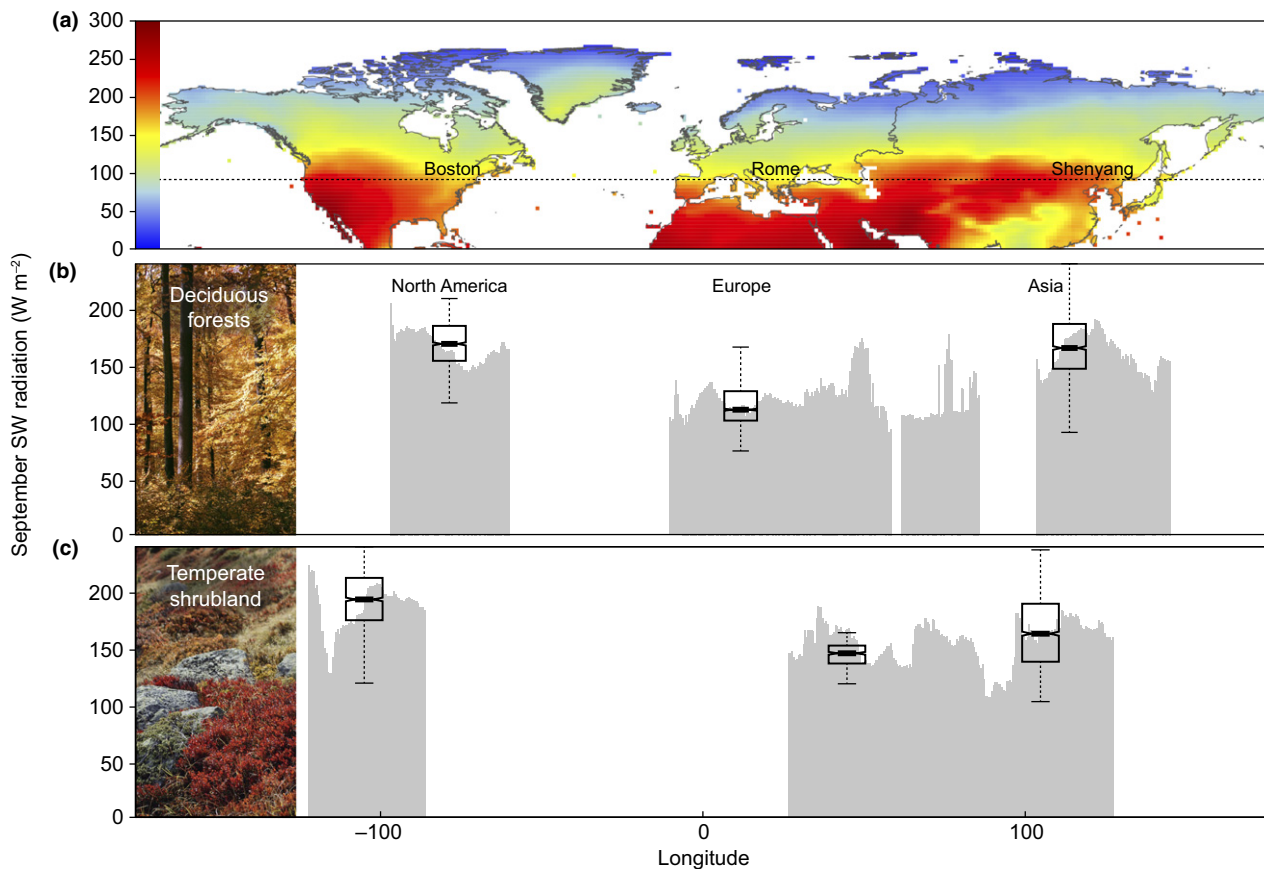 (a)
300
250
200
150
100
50
0
Boston
Rome
Shenyang
September SW radiation (W m⁻²)
(b)
Deciduous
forests
North America
Europe
Asia
200
150
100
50
0
(c)
Temperate
shrubland
200
150
100
50
0
–100
0
100
Longitude